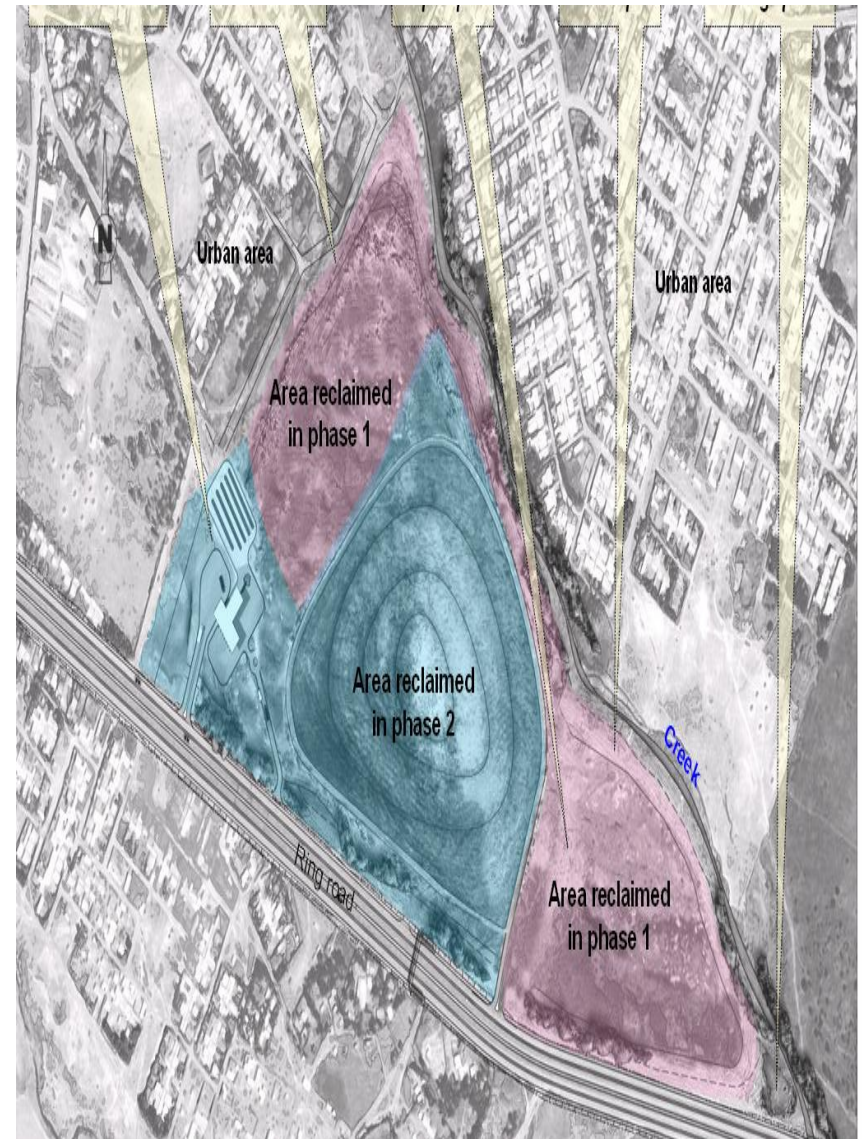 N
Urban area
Urban area
Area reclaimed
in phase 1
Area reclaimed
in phase 2
Creek
Ring road
Area reclaimed
in phase 1